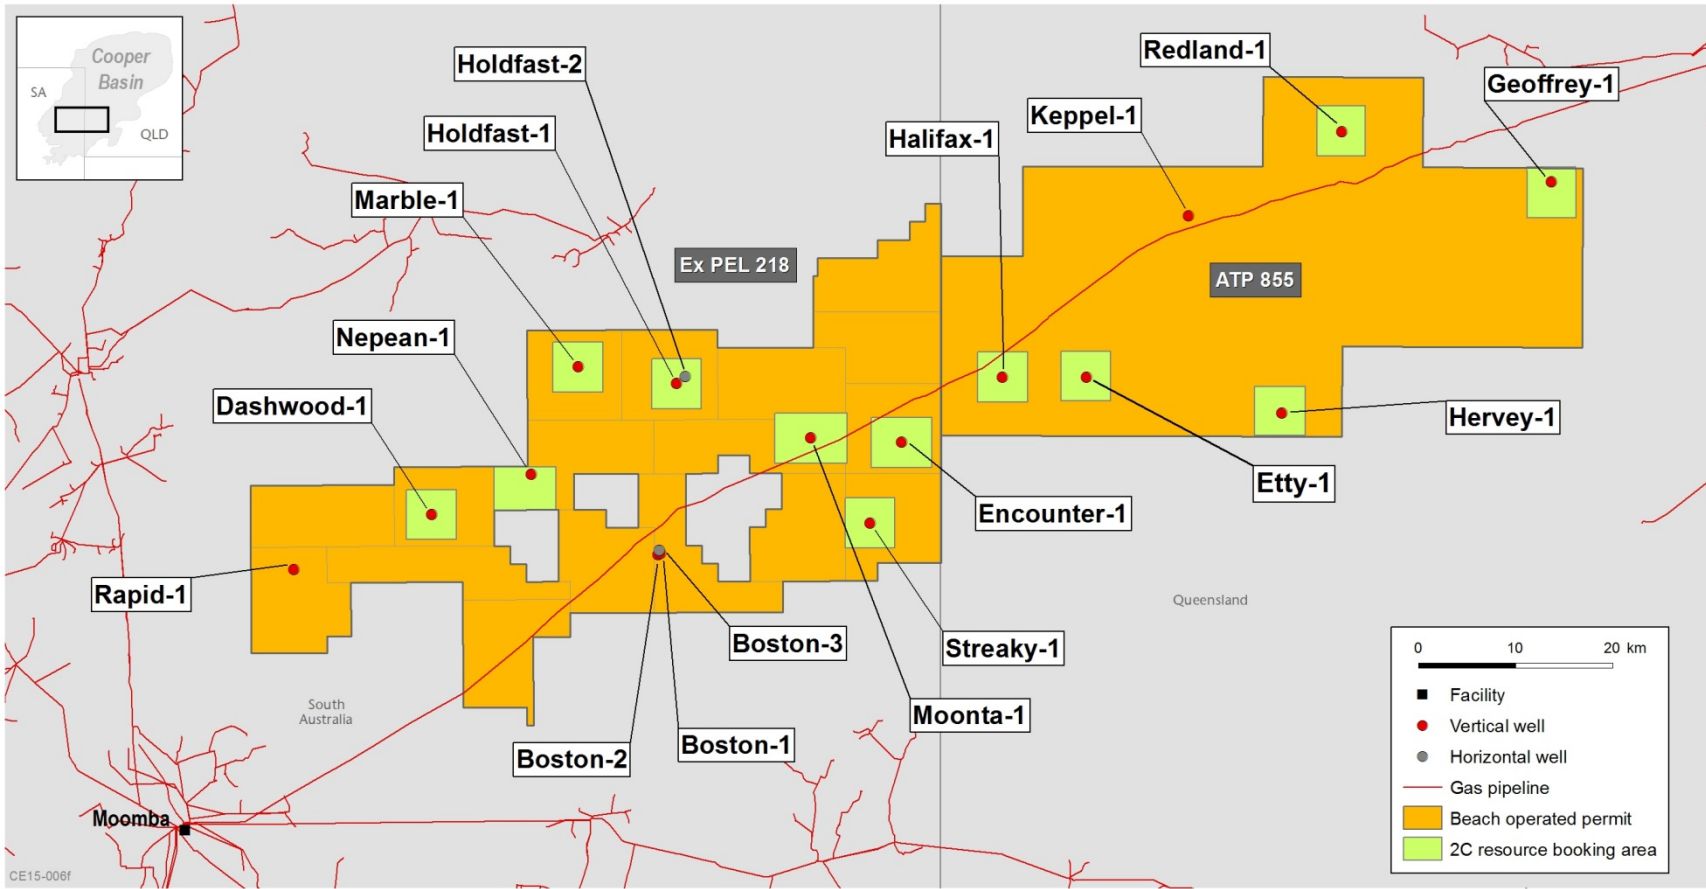 Cooper
Basin
SA
QLD
Holdfast-2
Redland-1
Geoffrey-1
Keppel-1
Holdfast-1
Halifax-1
Marble-1
Ex PEL 218
ATP 855
Nepean-1
Dashwood-1
Hervey-1
Etty-1
Encounter-1
Rapid-1
Queensland
Boston-3
Streaky-1
South
Australia
Moonta-1
Boston-1
Boston-2
Moomba
0 10 20 km
Facility
Vertical well
Horizontal well
Gas pipeline
Beach operated permit
2C resource booking area
CE15-006f